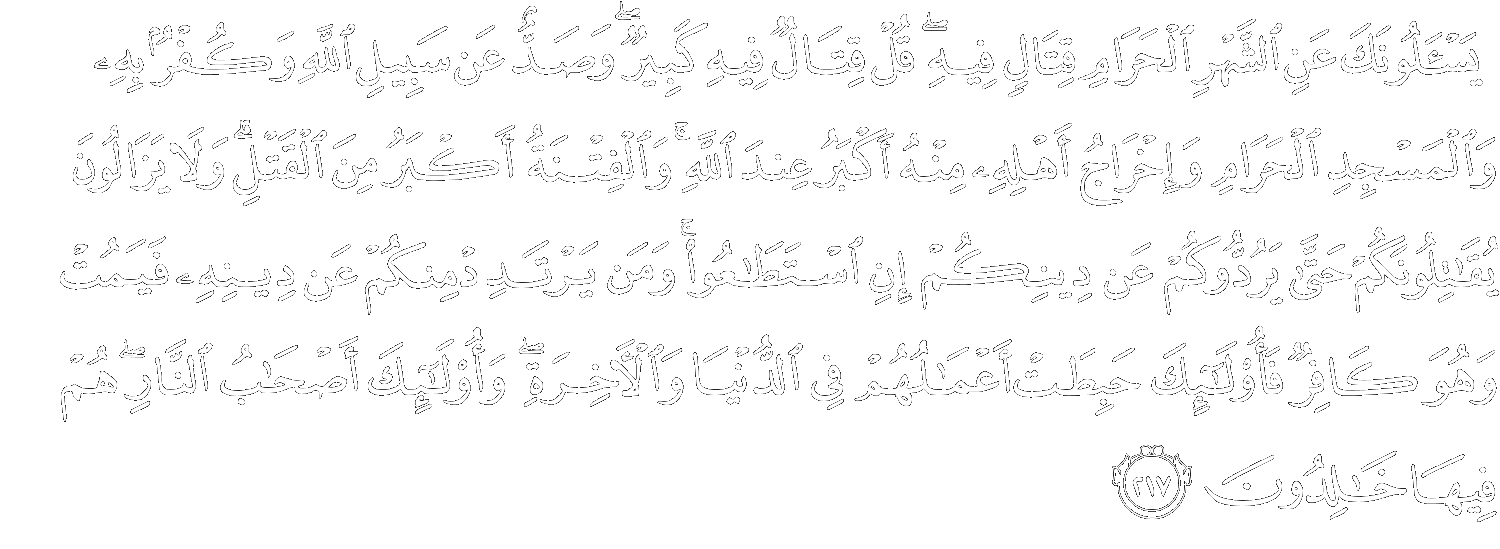 يَسْـَٔلُونَكَ عَنِ ٱلشَّهْرِ ٱلْحَرَامِ قِتَالٍ فِيهِ ۖ قُلْ قِتَالٌ فِيهِ كَبِيرٌ ۖ وَصَدٌّ عَن سَبِيلِ ٱللَّهِ وَكُفْرٌۢ بِهِۦ
وَٱلْمَسْجِدِ ٱلْحَرَامِ وَإِخْرَاجُ أَهْلِهِۦ مِنْهُ أَكْبَرُ عِندَ ٱللَّهِ ۚ وَٱلْفِتْنَةُ أَكْبَرُ مِنَ ٱلْقَتْلِ ۗ وَلَا يَزَالُونَ
يُقَٰتِلُونَكُمْ حَتَّىٰ يَرُدُّوكُمْ عَن دِينِكُمْ إِنِ ٱسْتَطَٰعُوا۟ ۚ وَمَن يَرْتَدِدْ مِنكُمْ عَن دِينِهِۦ فَيَمُتْ
وَهُوَ كَافِرٌ فَأُو۟لَٰٓئِكَ حَبِطَتْ أَعْمَٰلُهُمْ فِى ٱلدُّنْيَا وَٱلْءَاخِرَةِ ۖ وَأُو۟لَٰٓئِكَ أَصْحَٰبُ ٱلنَّارِ ۖ هُمْ
فِيهَا خَٰلِدُونَ ٢١٧